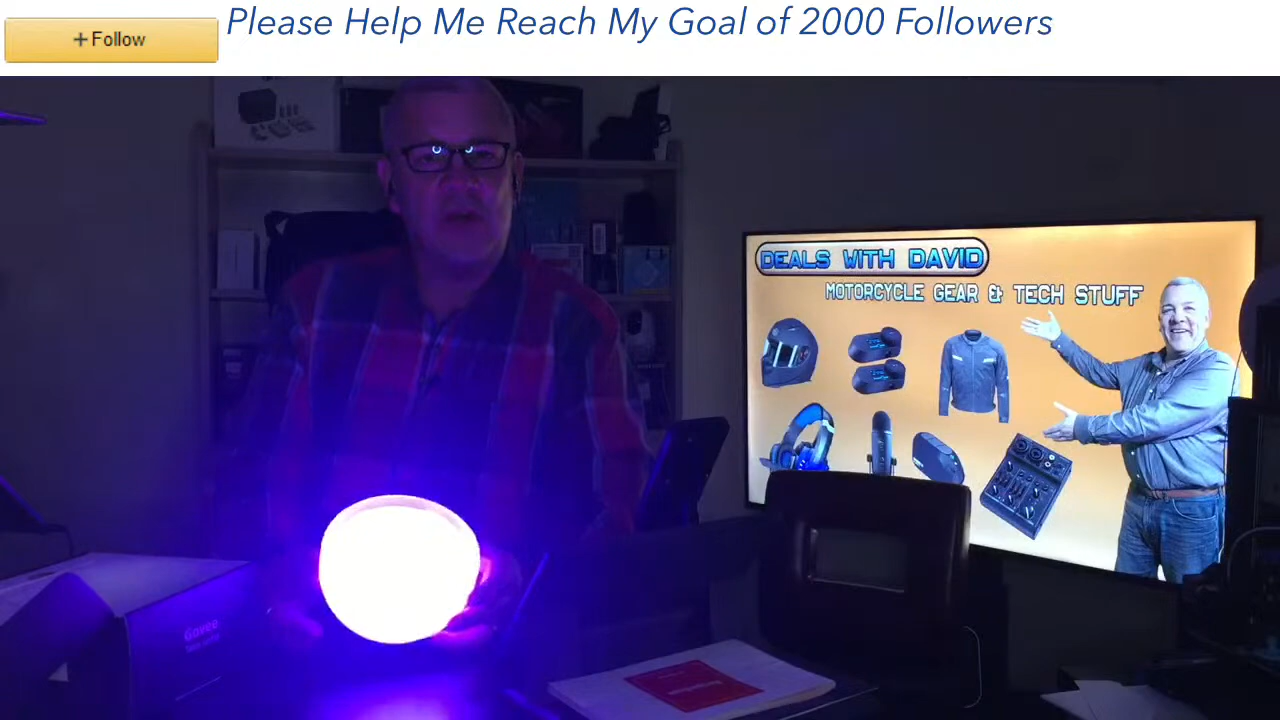 +Follow
Please Help Me Reach My Goal of 2000 Followers
DEALS WITH DAVID
MOTORCYCLE GEAR & TECH STUFF
Govee